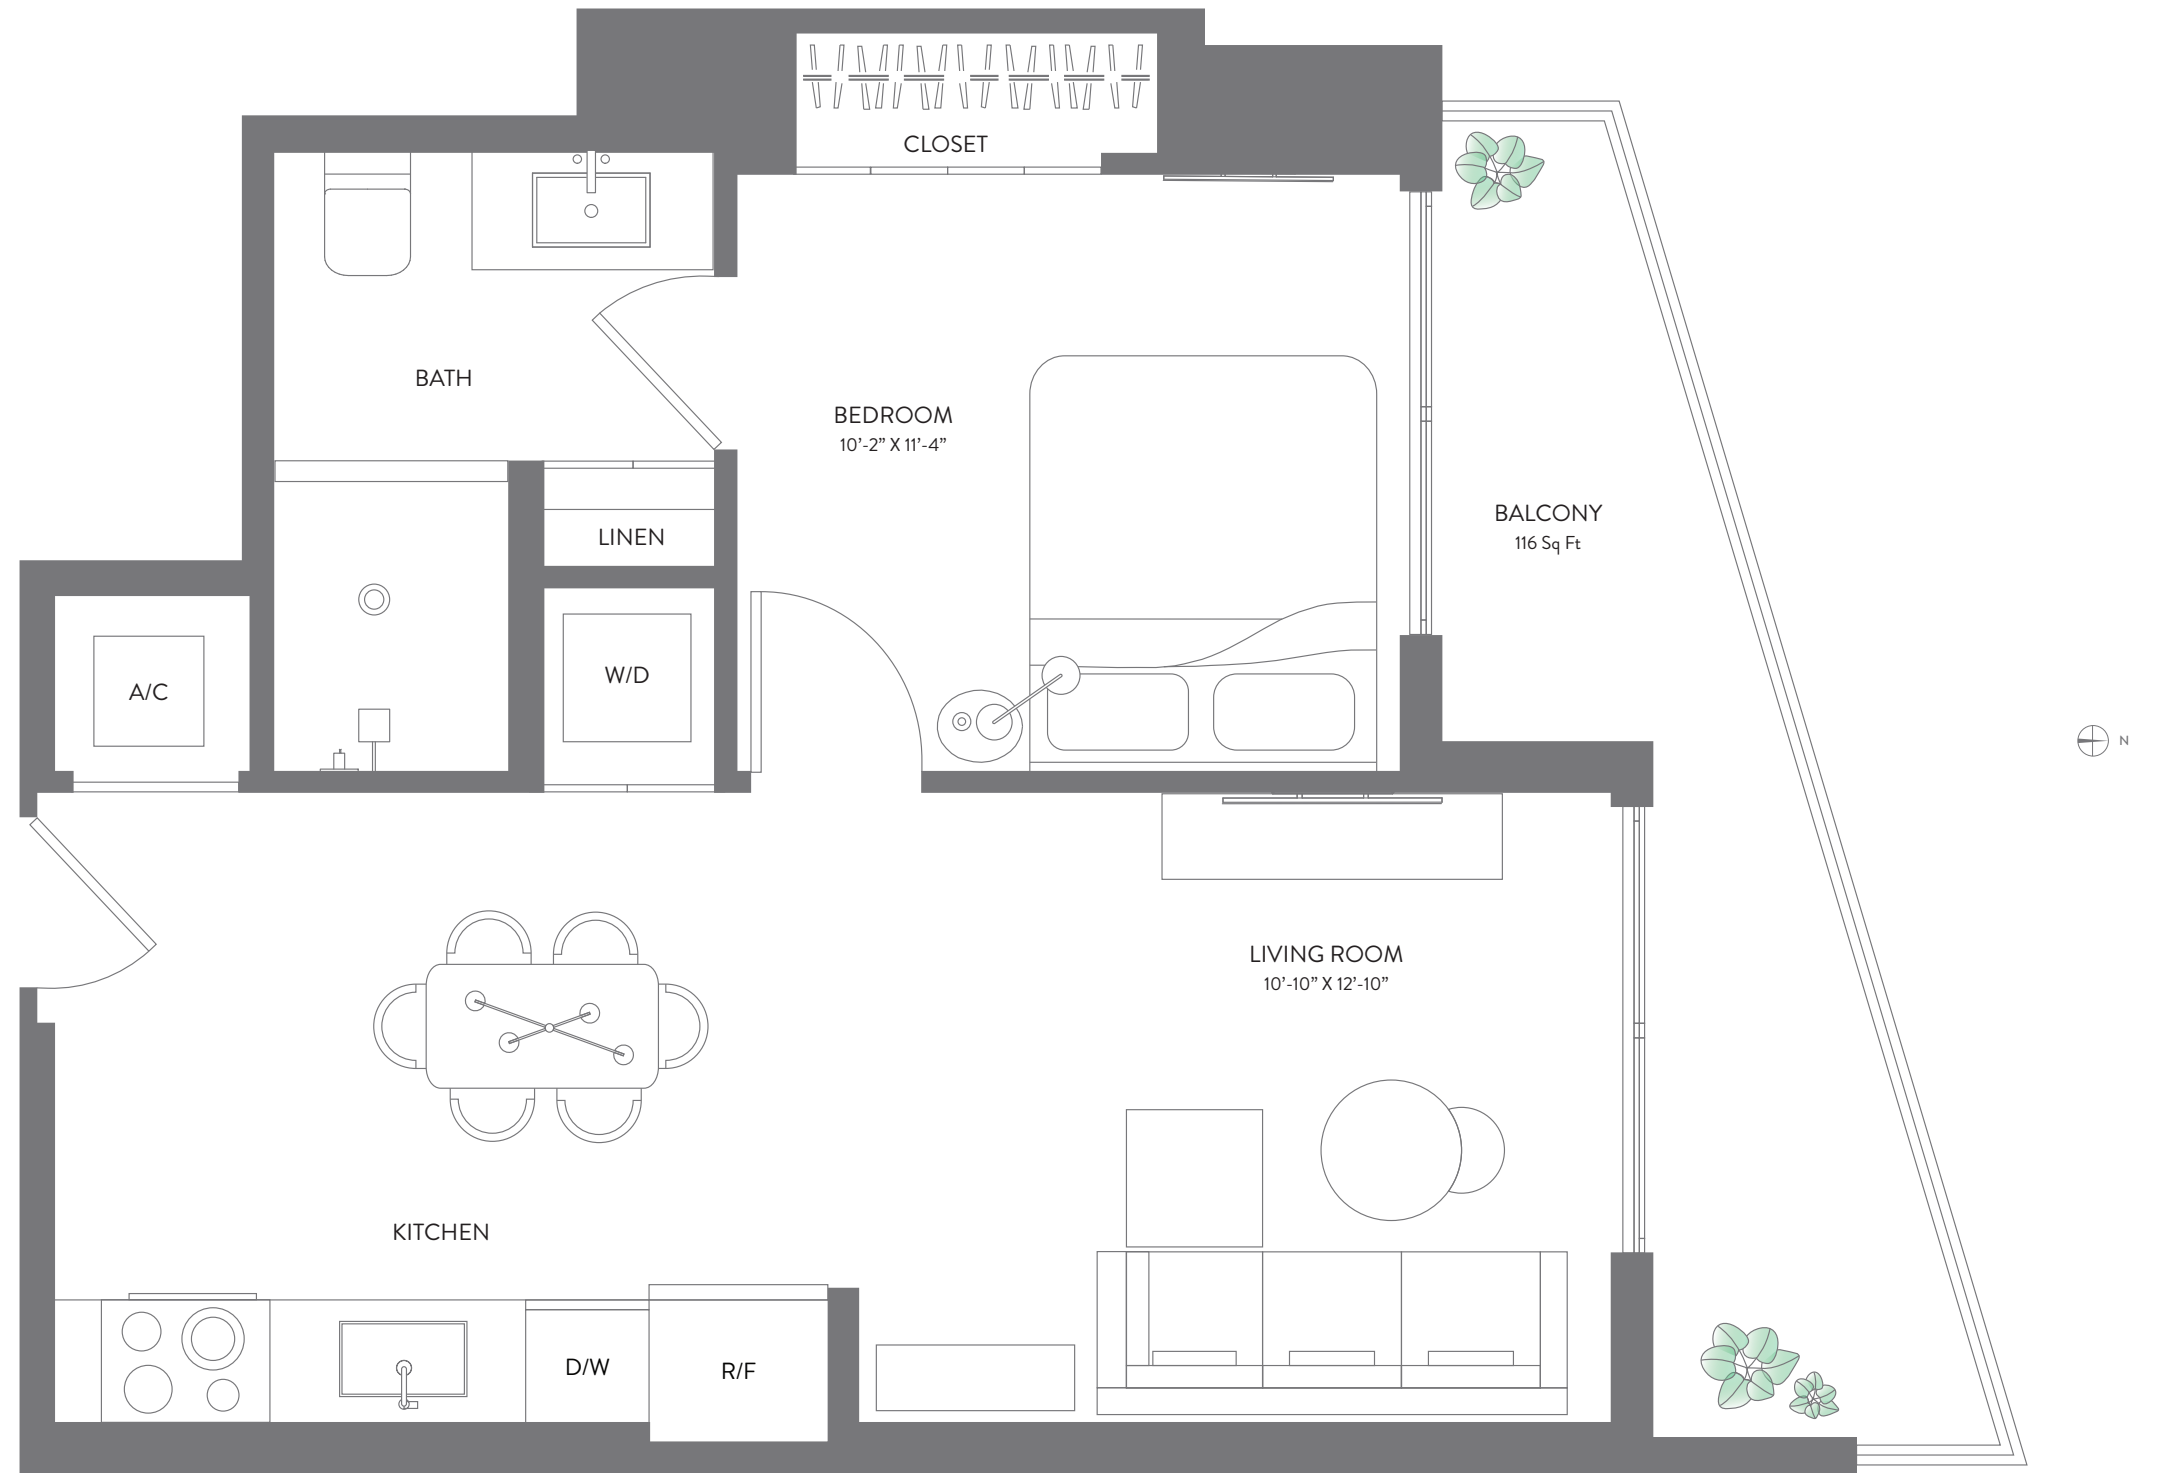 CLOSET
BATH
BEDROOM
10’-2” X 11’-4”
BALCONY
116 Sq Ft
LINEN
W/D
A/C
N
LIVING ROOM
10’-10” X 12’-10”
KITCHEN
D/W
R/F